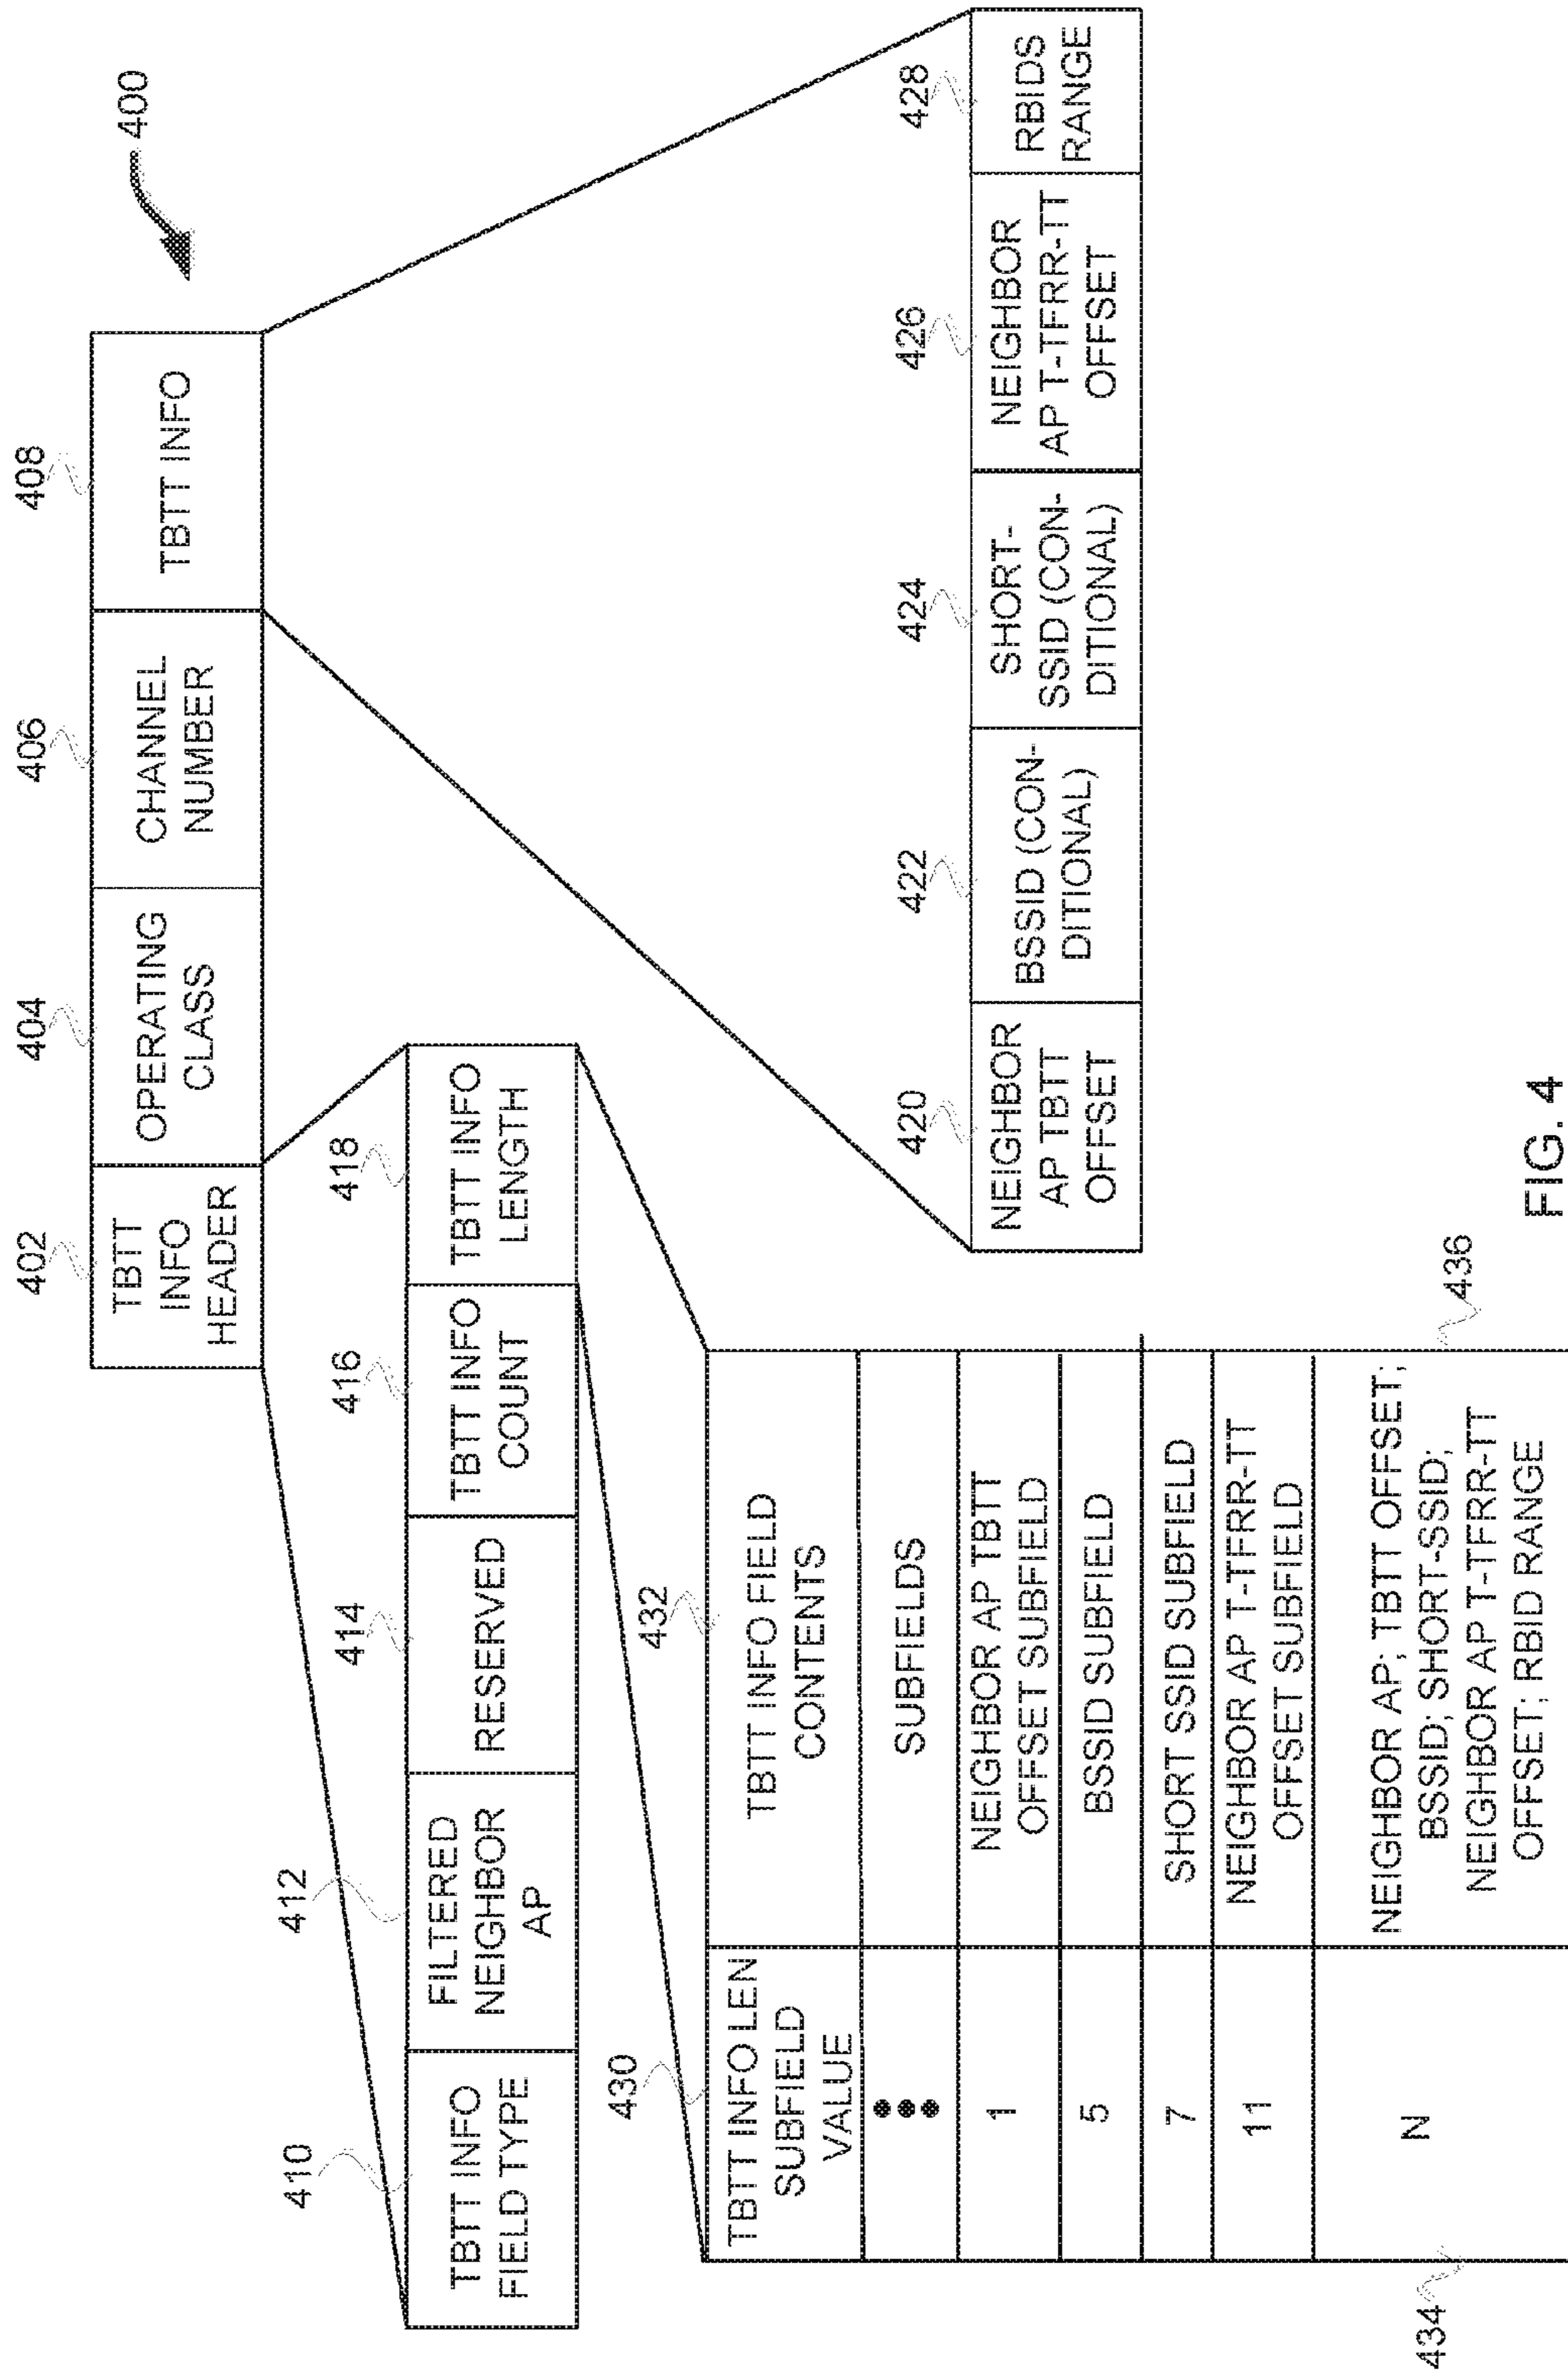 400
402
404
406
408
TBTT
INFO
HEADER
OPERATING
CLASS
CHANNEL
NUMBER
TBTT INFO
410
412
414
416
418
TBTT INFO
FIELD TYPE
FILTERED
NEIGHBOR
AP
RESERVED
TBTT INFO
COUNT
TBTT INFO
LENGTH
430
432
TBTT INFO LEN
SUBFIELD
VALUE
TBTT INFO FIELD
CONTENTS
SUBFIELDS
1
NEIGHBOR AP TBTT
OFFSET SUBFIELD
5
BSSID SUBFIELD
7
SHORT SSID SUBFIELD
11
NEIGHBOR AP T-TFRR-TT
OFFSET SUBFIELD
N
NEIGHBOR AP; TBTT OFFSET;
BSSID; SHORT-SSID;
NEIGHBOR AP T-TFRR-TT
OFFSET; RBID RANGE
434
436
420
422
424
426
428
NEIGHBOR
AP TBTT
OFFSET
BSSID (CON-
DITIONAL)
SHORT-
SSID (CON-
DITIONAL)
NEIGHBOR
AP T-TFRR-TT
OFFSET
RBIDS
RANGE
FIG. 4